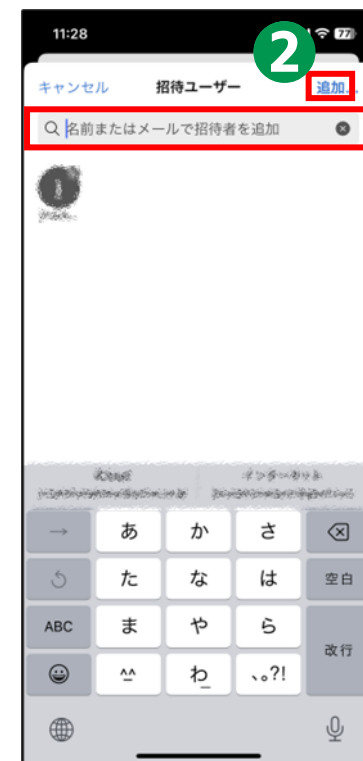 11:28
77
2
キャンセル 招待ユーザー 追加...
名前またはメールで招待者を追加
→ あ か さ
た な は 空白
ABC ま や ら
改行
^^ わ_ 、。?!